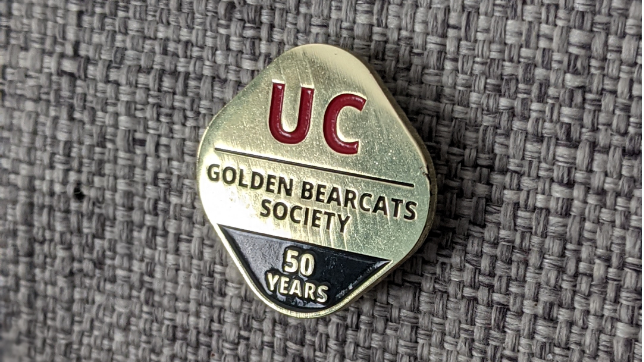 UC
GOLDEN BEARCATS
SOCIETY
50
YEARS